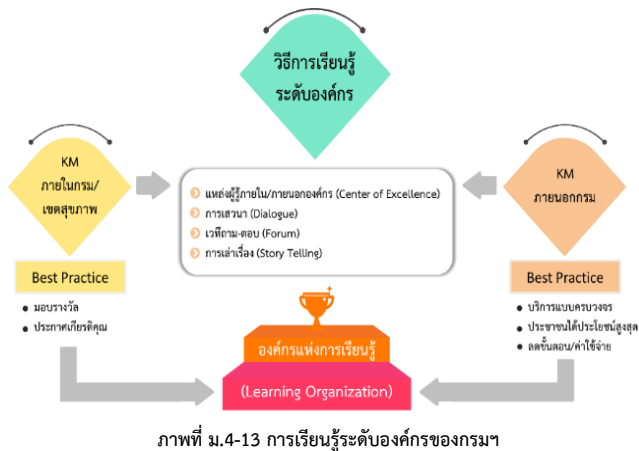 วิธีการเรียนรู้
ระดับองค์กร
KM
ภายในกรม/
เขตสุขภาพ
แหล่งผู้รู้ภายใน/ภายนอกองค์กร (Center of Excellence)
การเสวนา (Dialogue)
เวทีถาม-ตอบ (Forum)
การเล่าเรื่อง (Story Telling)
KM
ภายนอกกรม
Best Practice
มอบรางวัล
ประกาศเกียรติคุณ
Best Practice
บริการแบบครบวงจร
ประชาชนได้ประโยชน์สูงสุด
ลดขั้นตอน/ค่าใช้จ่าย
องค์กรแห่งการเรียนรู้
(Learning Organization)
ภาพที่ ม.4-13 การเรียนรู้ระดับองค์กรของกรมฯ